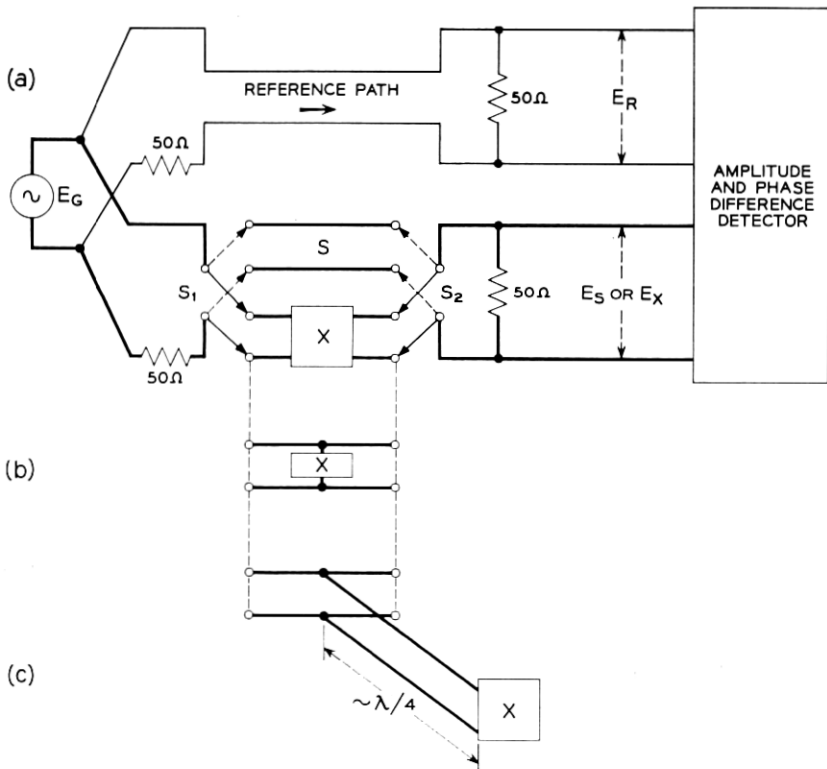 (a)
REFERENCE PATH
50Ω
E_R
50Ω
E_G
AMPLITUDE
AND PHASE
DIFFERENCE
DETECTOR
S
S₁
S₂
50Ω
E_S OR E_X
X
50Ω
(b)
X
(c)
~λ/4
X